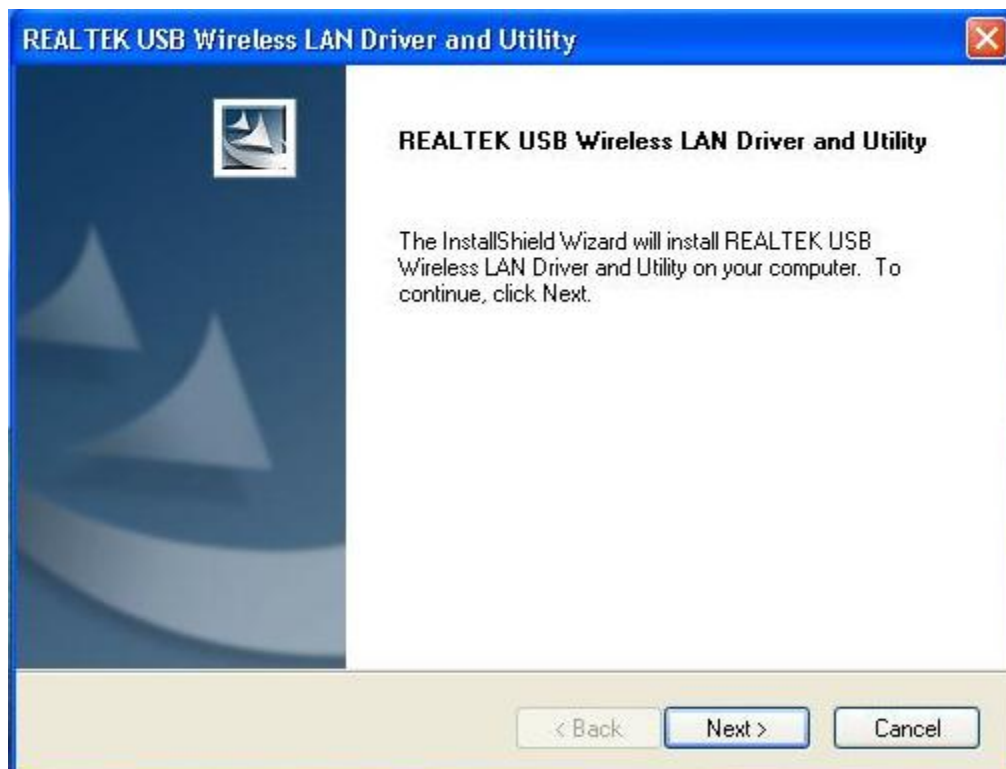 REALTEK USB Wireless LAN Driver and Utility
REALTEK USB Wireless LAN Driver and Utility
The InstallShield Wizard will install REALTEK USB
Wireless LAN Driver and Utility on your computer. To
continue, click Next.
< Back
Next >
Cancel